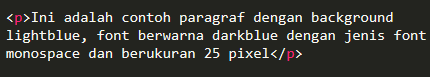 <p>Ini adalah contoh paragraf dengan background
lightblue, font berwarna darkblue dengan jenis font
monospace dan berukuran 25 pixel</p>